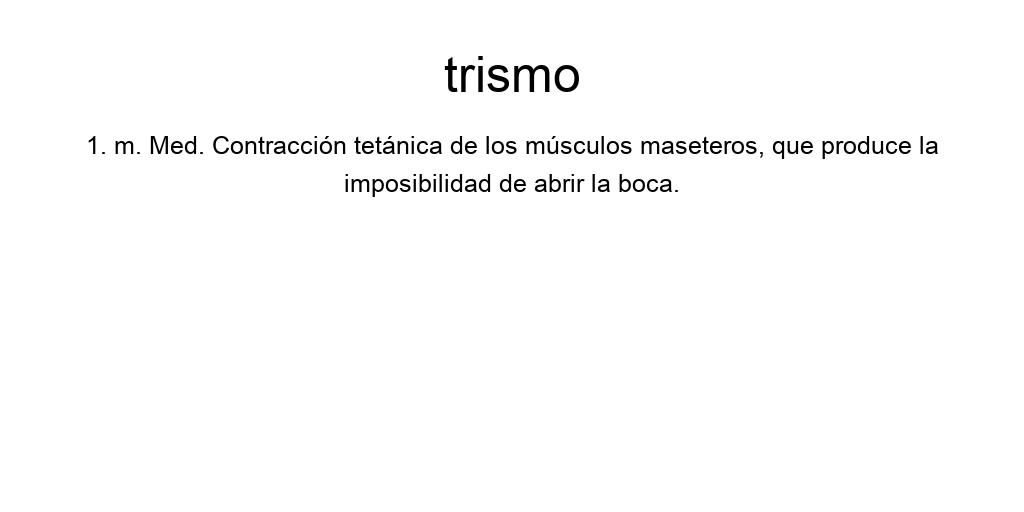 trismo
1. m. Med. Contracción tetánica de los músculos maseteros, que produce la
imposibilidad de abrir la boca.